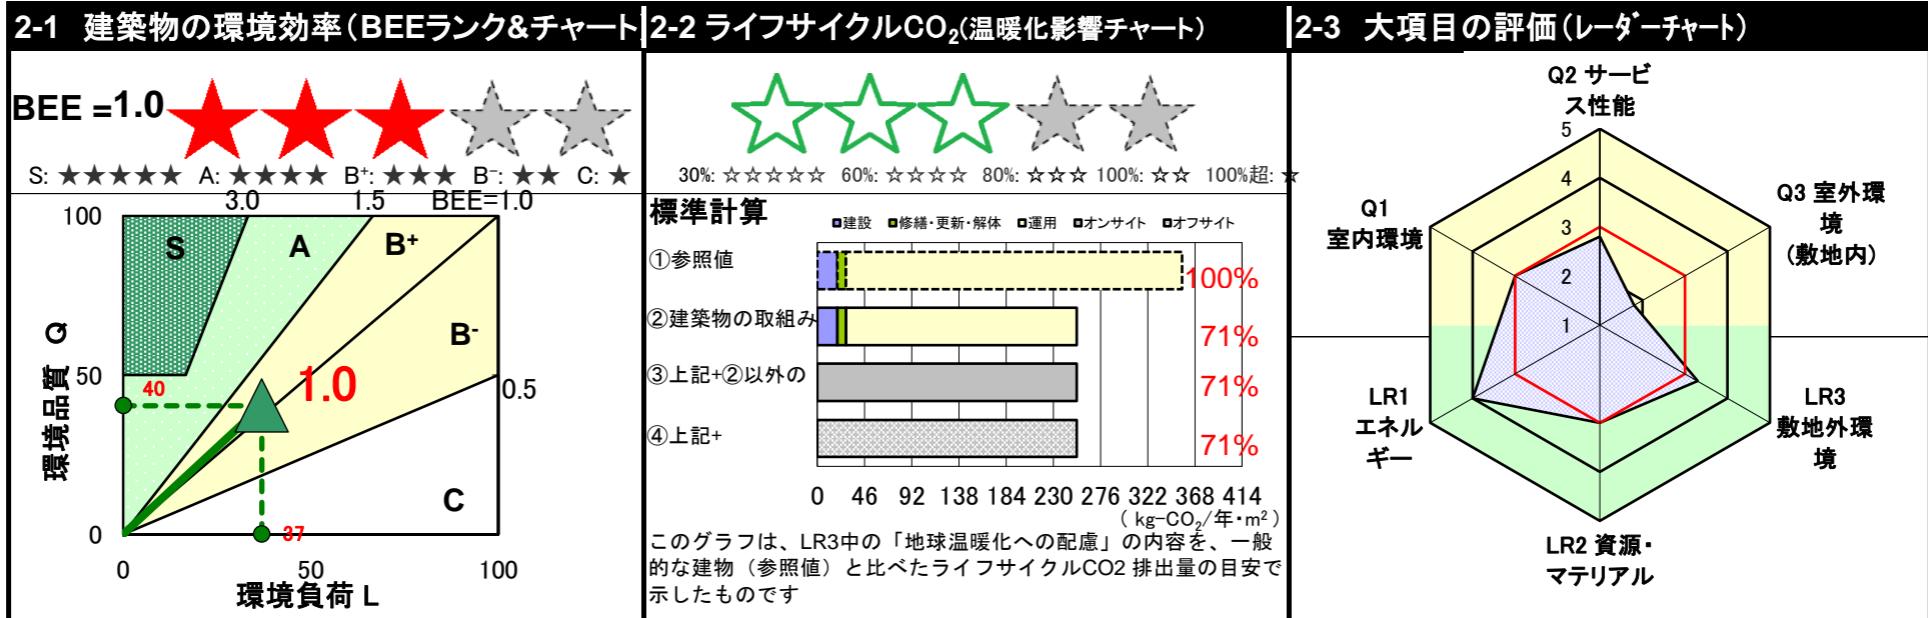 2-1 建築物の環境効率(BEEランク&チャート)
BEE =1.0
S: ★★★★★ A: ★★★★ B⁺: ★★★ B⁻: ★★ C: ★
3.0 1.5 BEE=1.0
100
S
A
B⁺
B⁻
50
40
1.0
0.5
C
0
37
環境品質 Q
0 50 100
環境負荷 L
2-2 ライフサイクルCO₂(温暖化影響チャート)
30%: ☆☆☆☆☆ 60%: ☆☆☆☆ 80%: ☆☆☆ 100%: ☆☆ 100%超: ☆
標準計算
建設 修繕・更新・解体 運用 オンサイト オフサイト
①参照値 100%
②建築物の取組み 71%
③上記+②以外の 71%
④上記+ 71%
0 46 92 138 184 230 276 322 368 414
( kg-CO₂/年・m² )
このグラフは、LR3中の「地球温暖化への配慮」の内容を、一般
的な建物(参照値)と比べたライフサイクルCO2 排出量の目安で
示したものです
2-3 大項目の評価(レーダーチャート)
Q2 サービ
ス性能
5
4
3
2
1
Q1
室内環境
Q3 室外環
境
(敷地内)
LR1
エネル
ギー
LR3
敷地外環
境
LR2 資源・
マテリアル